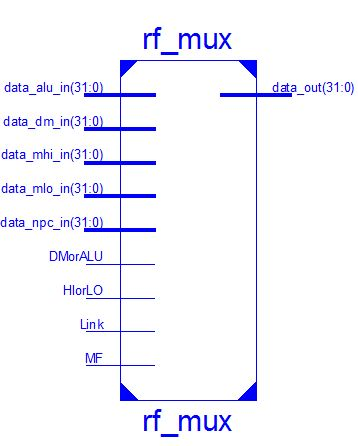 rf_mux
data_alu_in(31:0)
data_out(31:0)
data_dm_in(31:0)
data_mhi_in(31:0)
data_mlo_in(31:0)
data_npc_in(31:0)
DMorALU
HIorLO
Link
MF
rf_mux